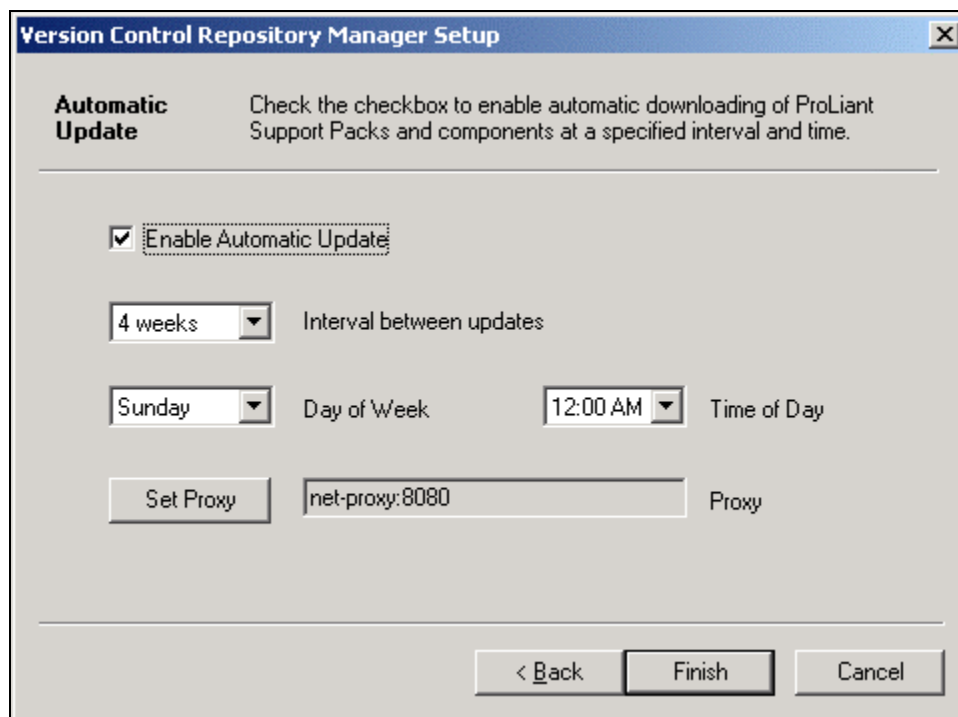 Version Control Repository Manager Setup
Automatic Update
Check the checkbox to enable automatic downloading of ProLiant
Support Packs and components at a specified interval and time.
Enable Automatic Update
4 weeks Interval between updates
Sunday Day of Week 12:00 AM Time of Day
Set Proxy net-proxy:8080 Proxy
< Back Finish Cancel